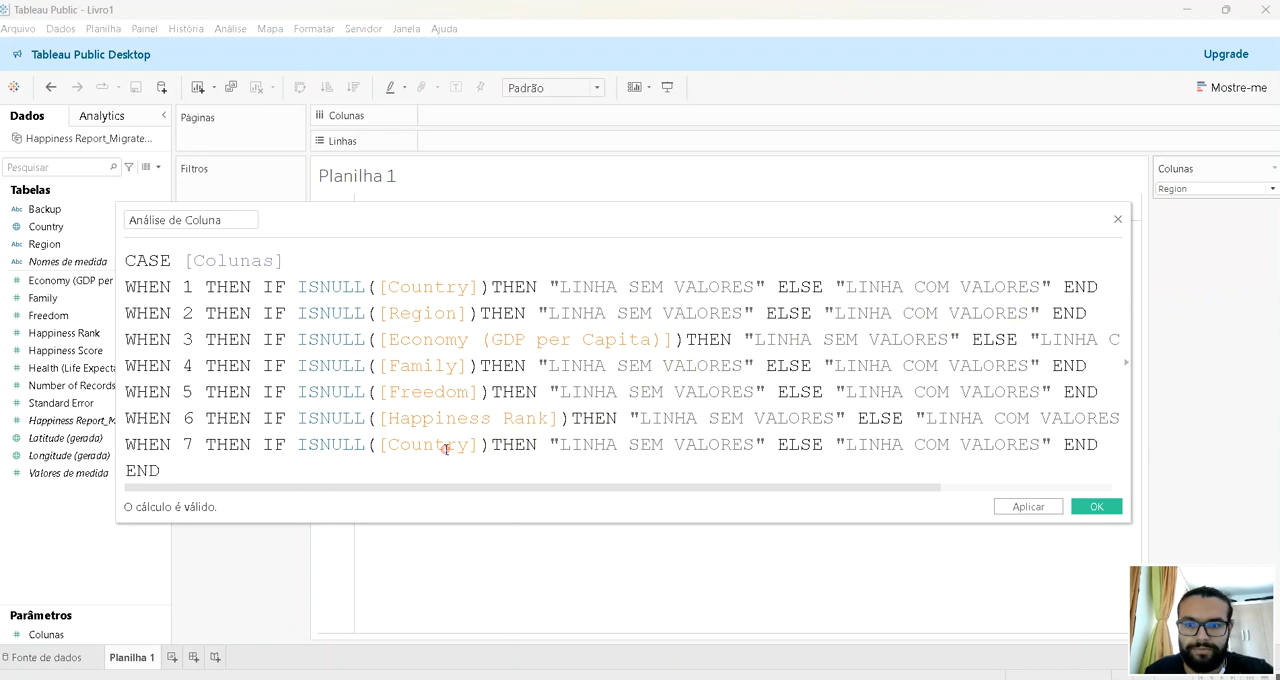 Tableau Public - Livro1
Arquivo Dados Planilha Painel História Análise Mapa Formatar Servidor Janela Ajuda
Tableau Public Desktop Upgrade
Padrão Mostre-me
Dados Analytics Páginas Colunas
Happiness Report_Migrate... Linhas
Pesquisar Filtros Planilha 1 Colunas
Region
Tabelas
Abc Backup
Country
Abc Region
Abc Nomes de medida
Economy (GDP per
Family
Freedom
Happiness Rank
Happiness Score
Health (Life Expect
Number of Records
Standard Error
Happiness Report_M
Latitude (gerada)
Longitude (gerada)
Valores de medida
Análise de Coluna
CASE [Colunas]
WHEN 1 THEN IF ISNULL([Country])THEN "LINHA SEM VALORES" ELSE "LINHA COM VALORES" END
WHEN 2 THEN IF ISNULL([Region])THEN "LINHA SEM VALORES" ELSE "LINHA COM VALORES" END
WHEN 3 THEN IF ISNULL([Economy (GDP per Capita)])THEN "LINHA SEM VALORES" ELSE "LINHA C
WHEN 4 THEN IF ISNULL([Family])THEN "LINHA SEM VALORES" ELSE "LINHA COM VALORES" END
WHEN 5 THEN IF ISNULL([Freedom])THEN "LINHA SEM VALORES" ELSE "LINHA COM VALORES" END
WHEN 6 THEN IF ISNULL([Happiness Rank])THEN "LINHA SEM VALORES" ELSE "LINHA COM VALORES
WHEN 7 THEN IF ISNULL([Country])THEN "LINHA SEM VALORES" ELSE "LINHA COM VALORES" END
END
O cálculo é válido. Aplicar OK
Parâmetros
Colunas
Fonte de dados Planilha 1